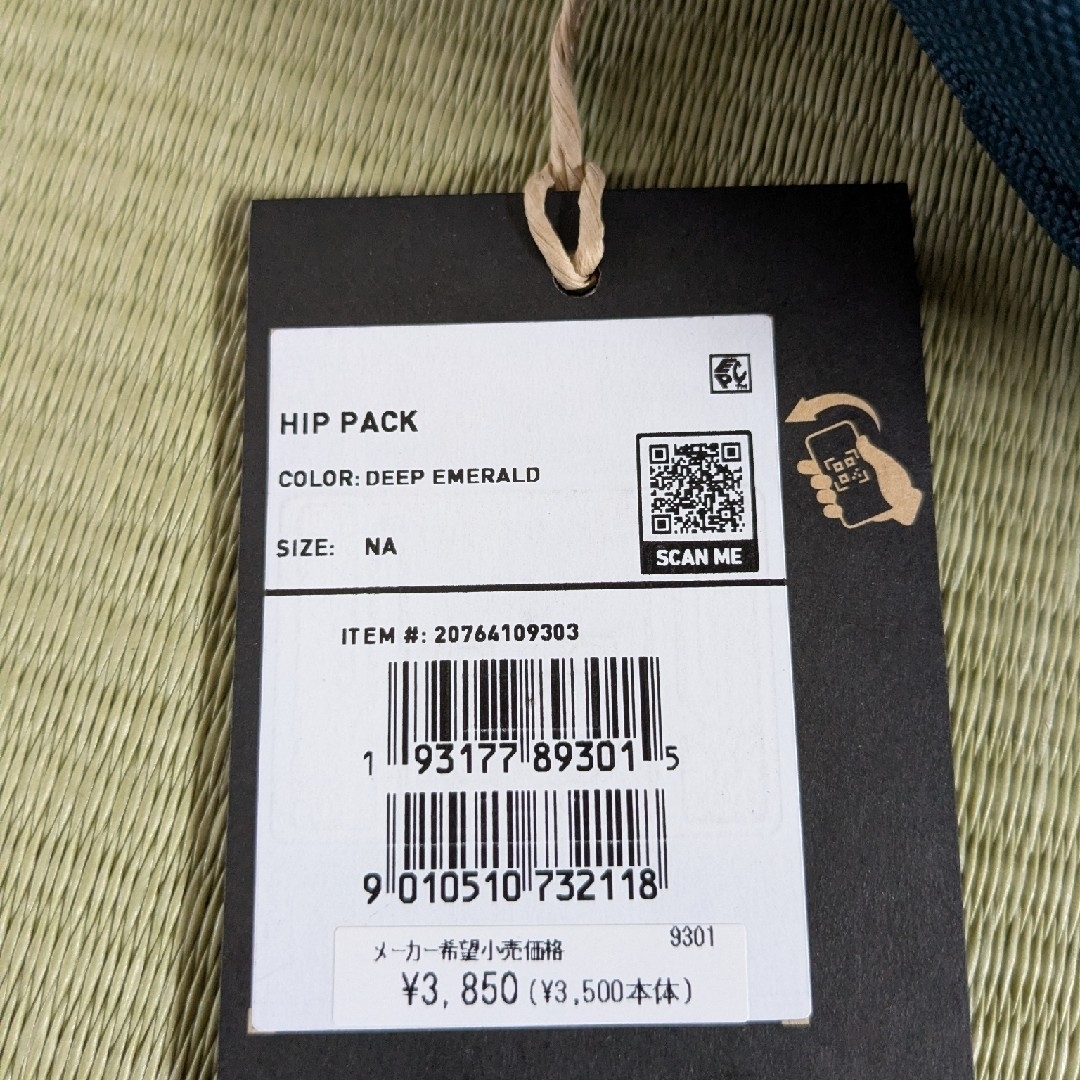 HIP PACK
COLOR: DEEP EMERALD
SIZE: NA
SCAN ME
ITEM #: 20764109303
1 93177 89301 5
9 010510 732118
メーカー希望小売価格 9301
¥3,850 (¥3,500本体)